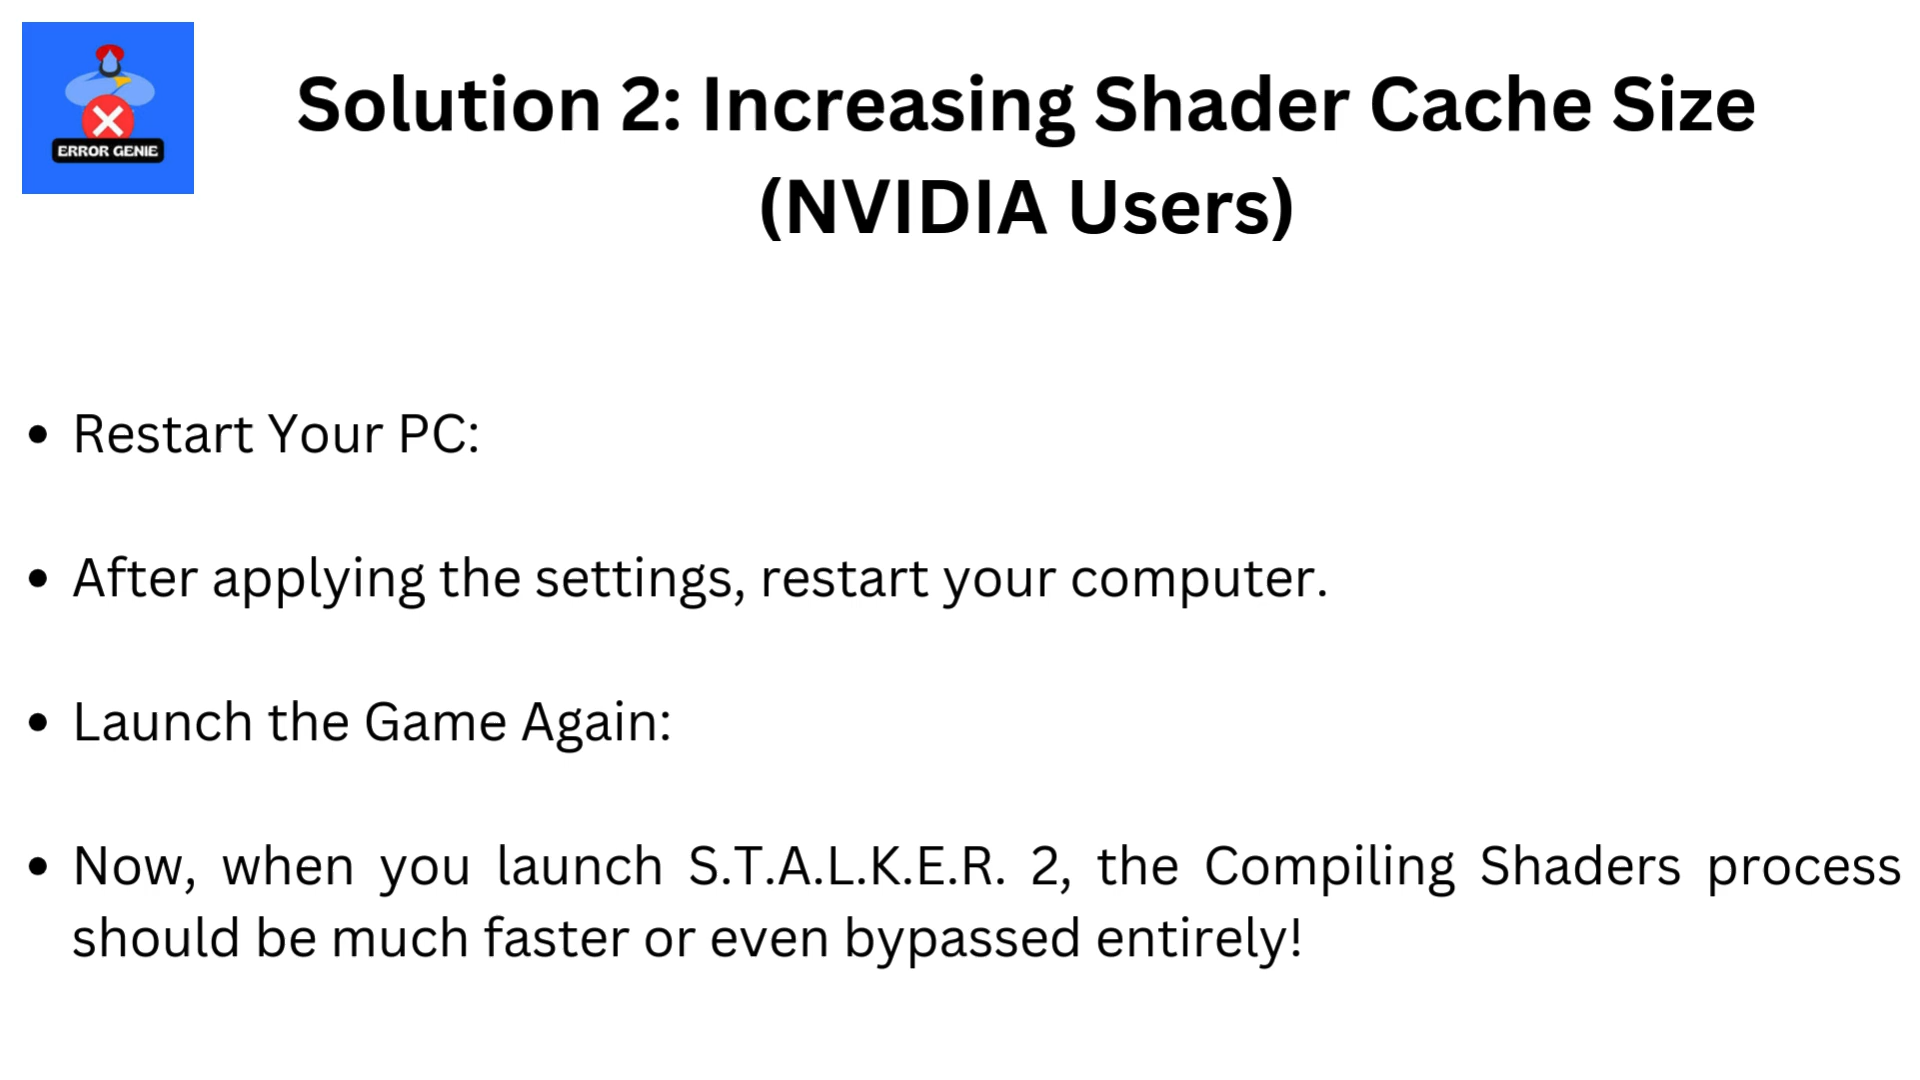 ERROR GENIE
Solution 2: Increasing Shader Cache Size
(NVIDIA Users)
• Restart Your PC:
• After applying the settings, restart your computer.
• Launch the Game Again:
• Now, when you launch S.T.A.L.K.E.R. 2, the Compiling Shaders process
should be much faster or even bypassed entirely!